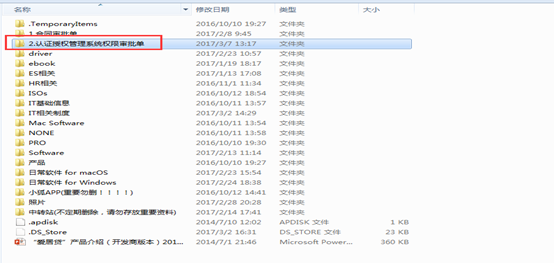 名称 修改日期 类型 大小
.TemporaryItems 2016/10/10 19:27 文件夹
1.合同审批单 2017/2/8 9:45 文件夹
2.认证授权管理系统权限审批单 2017/3/7 13:17 文件夹
driver 2017/2/23 10:57 文件夹
ebook 2017/1/19 18:17 文件夹
ES相关 2017/1/13 17:08 文件夹
HR相关 2016/11/1 11:34 文件夹
ISOs 2016/10/12 18:54 文件夹
IT基础信息 2016/10/11 13:57 文件夹
IT相关制度 2017/3/2 14:29 文件夹
Mac Software 2016/10/11 13:54 文件夹
NONE 2016/10/11 13:58 文件夹
PRO 2016/10/10 19:30 文件夹
Software 2017/2/13 11:14 文件夹
产品 2016/10/10 19:27 文件夹
日常软件 for macOS 2017/2/23 15:54 文件夹
日常软件 for Windows 2017/2/24 18:38 文件夹
小狐APP(重要勿删！！！！) 2016/10/12 14:41 文件夹
照片 2017/2/28 20:28 文件夹
中转站(不定期删除，请勿存放重要资料) 2017/2/14 17:41 文件夹
.apdisk 2014/7/10 12:02 APDISK 文件 1 KB
.DS_Store 2017/3/2 16:31 DS_STORE 文件 23 KB
“爱居贷”产品介绍（开发商版本）201... 2014/7/1 21:46 Microsoft Power... 360 KB